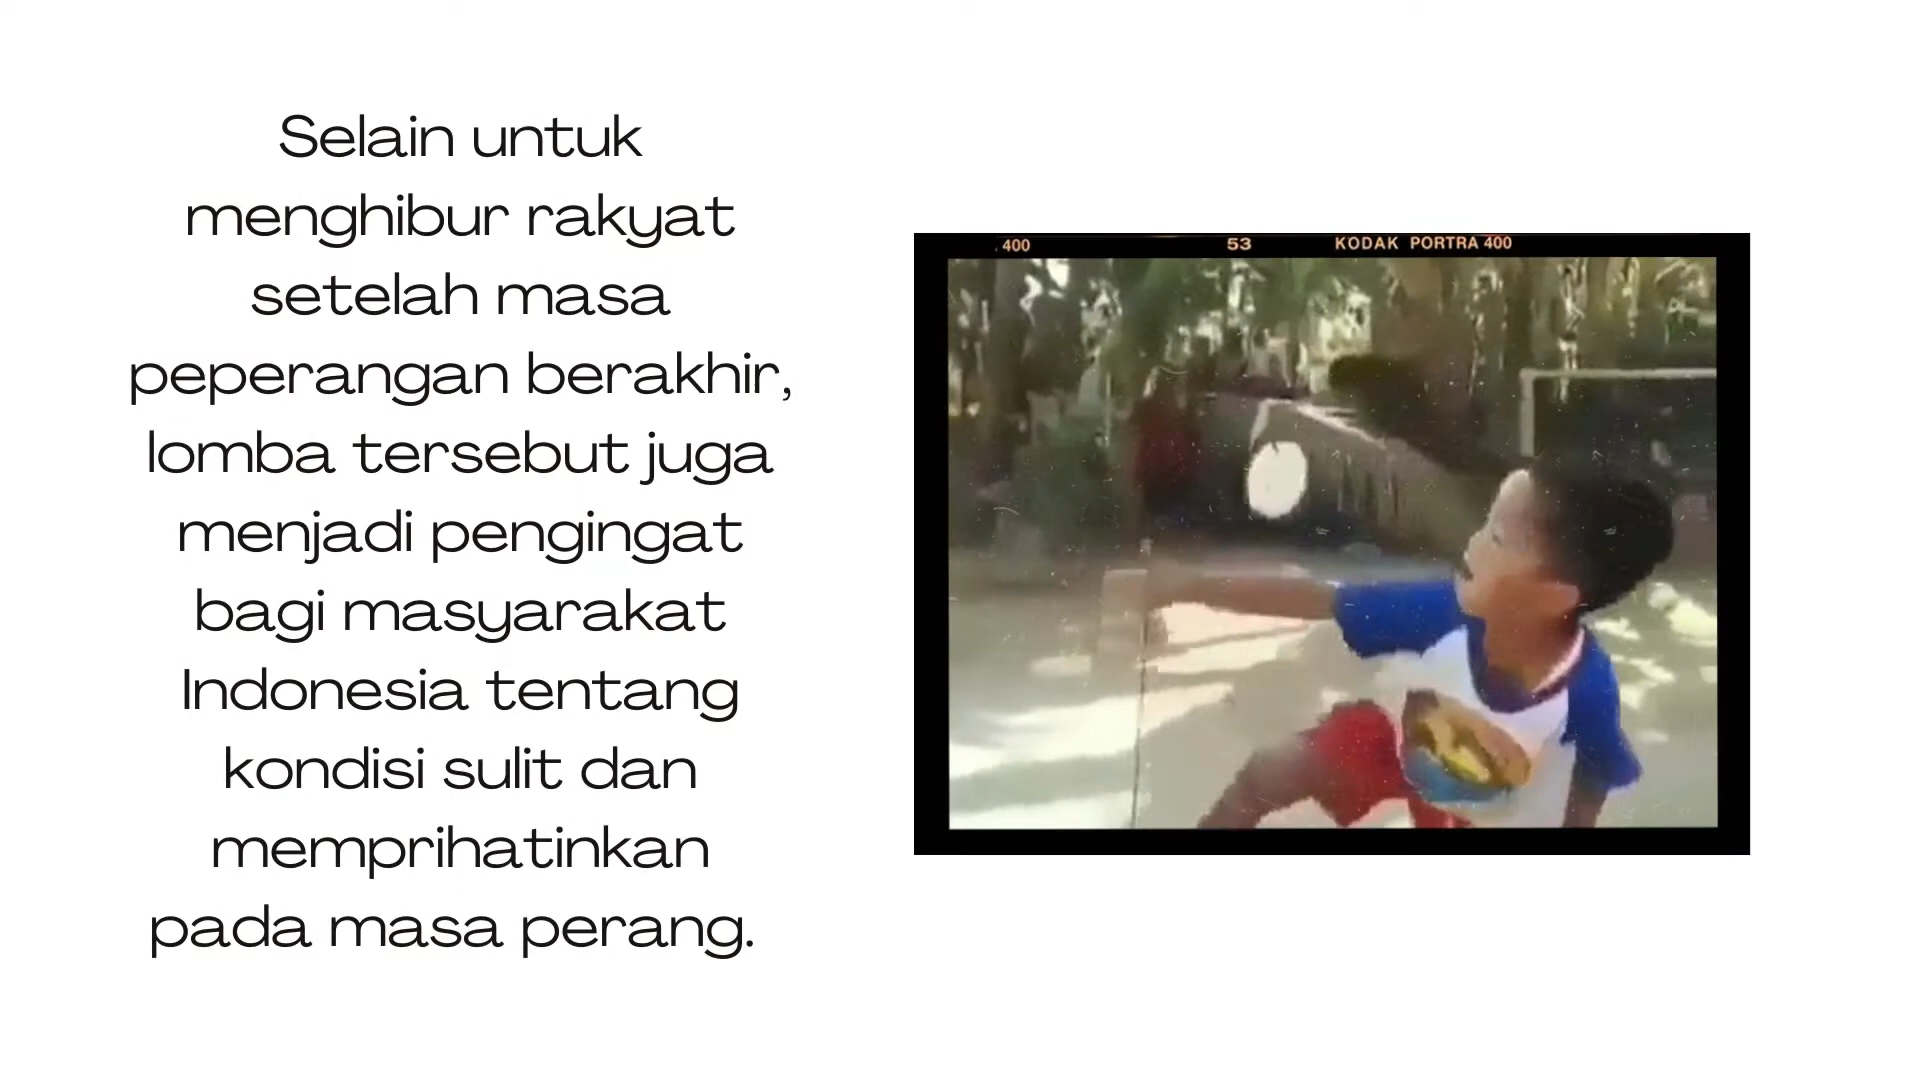 Selain untuk
menghibur rakyat
setelah masa
peperangan berakhir,
lomba tersebut juga
menjadi pengingat
bagi masyarakat
Indonesia tentang
kondisi sulit dan
memprihatinkan
pada masa perang.
400 53 KODAK PORTRA 400